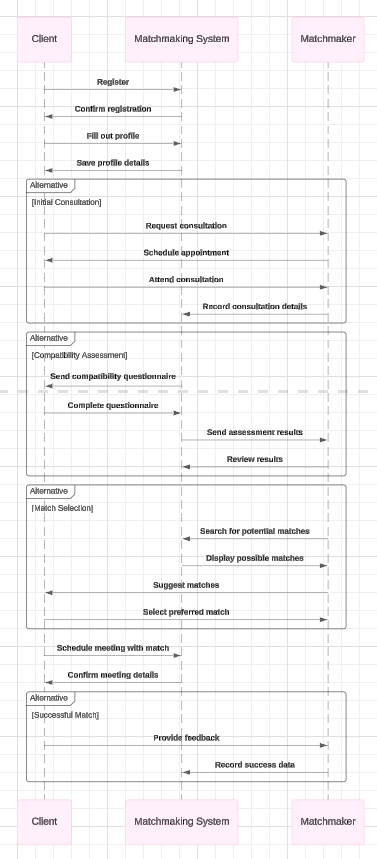 Client Matchmaking System Matchmaker
Register
Confirm registration
Fill out profile
Save profile details
Alternative
[Initial Consultation]
Request consultation
Schedule appointment
Attend consultation
Record consultation details
Alternative
[Compatibility Assessment]
Send compatibility questionnaire
Complete questionnaire
Send assessment results
Review results
Alternative
[Match Selection]
Search for potential matches
Display possible matches
Suggest matches
Select preferred match
Schedule meeting with match
Confirm meeting details
Alternative
[Successful Match]
Provide feedback
Record success data
Client Matchmaking System Matchmaker